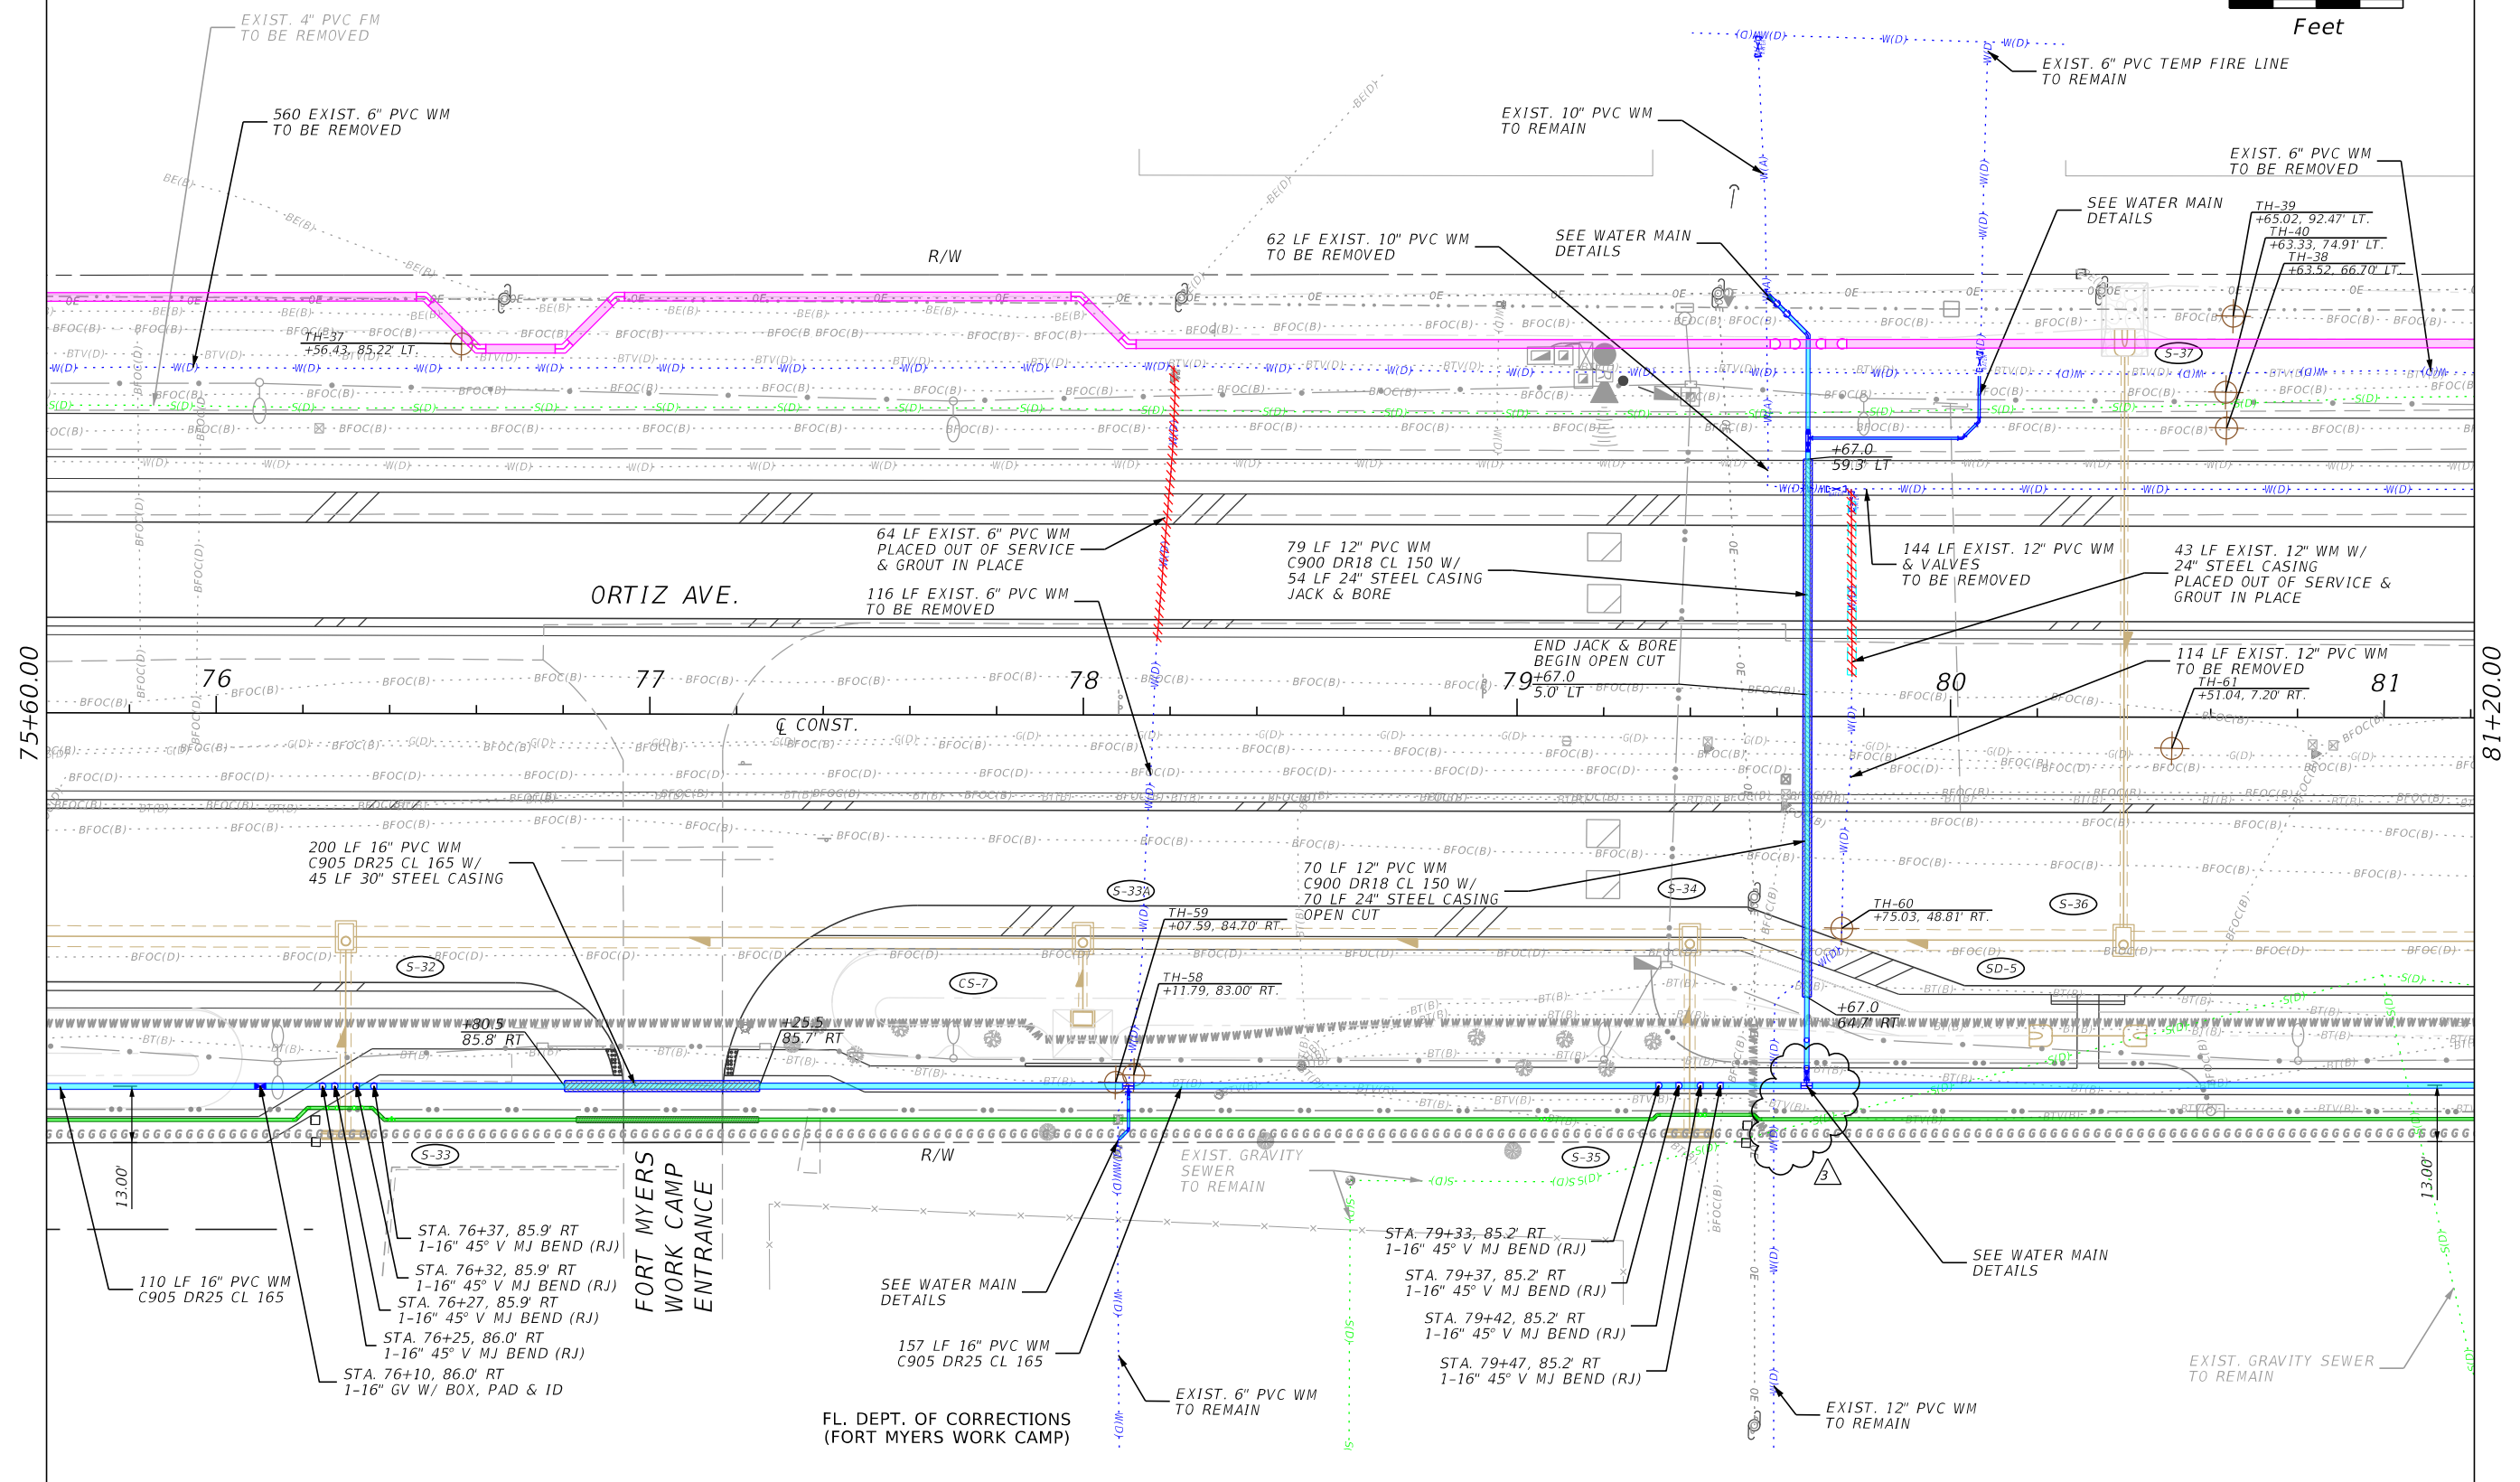 EXIST. 4" PVC FM
TO BE REMOVED
Feet
560 EXIST. 6" PVC WM
TO BE REMOVED
EXIST. 10" PVC WM
TO REMAIN
EXIST. 6" PVC TEMP FIRE LINE
TO REMAIN
EXIST. 6" PVC WM
TO BE REMOVED
SEE WATER MAIN
DETAILS
TH-39
+65.02, 92.47' LT.
TH-40
+63.33, 74.91' LT.
TH-38
+63.52, 66.70' LT.
R/W
62 LF EXIST. 10" PVC WM
TO BE REMOVED
SEE WATER MAIN
DETAILS
TH-37
+56.43, 85.22' LT.
S-37
+67.0
59.3' LT
64 LF EXIST. 6" PVC WM
PLACED OUT OF SERVICE
& GROUT IN PLACE
79 LF 12" PVC WM
C900 DR18 CL 150 W/
54 LF 24" STEEL CASING
JACK & BORE
144 LF EXIST. 12" PVC WM
& VALVES
TO BE REMOVED
43 LF EXIST. 12" WM W/
24" STEEL CASING
PLACED OUT OF SERVICE &
GROUT IN PLACE
ORTIZ AVE.
116 LF EXIST. 6" PVC WM
TO BE REMOVED
END JACK & BORE
BEGIN OPEN CUT
+67.0
5.0' LT
114 LF EXIST. 12" PVC WM
TO BE REMOVED
TH-61
+51.04, 7.20' RT.
75+60.00
76
77
78
79
80
81
81+20.00
℄ CONST.
200 LF 16" PVC WM
C905 DR25 CL 165 W/
45 LF 30" STEEL CASING
70 LF 12" PVC WM
C900 DR18 CL 150 W/
70 LF 24" STEEL CASING
OPEN CUT
S-33A
S-34
S-36
TH-59
+07.59, 84.70' RT.
TH-60
+75.03, 48.81' RT.
S-32
CS-7
SD-5
TH-58
+11.79, 83.00' RT.
+80.5
85.8' RT
+25.5
85.7' RT
+67.0
64.7' RT
S-33
R/W
S-35
3
13.00'
13.00'
EXIST. GRAVITY
SEWER
TO REMAIN
FORT MYERS
WORK CAMP
ENTRANCE
STA. 76+37, 85.9' RT
1-16" 45° V MJ BEND (RJ)
STA. 76+32, 85.9' RT
1-16" 45° V MJ BEND (RJ)
STA. 76+27, 85.9' RT
1-16" 45° V MJ BEND (RJ)
STA. 76+25, 86.0' RT
1-16" 45° V MJ BEND (RJ)
STA. 76+10, 86.0' RT
1-16" GV W/ BOX, PAD & ID
110 LF 16" PVC WM
C905 DR25 CL 165
SEE WATER MAIN
DETAILS
157 LF 16" PVC WM
C905 DR25 CL 165
STA. 79+33, 85.2' RT
1-16" 45° V MJ BEND (RJ)
STA. 79+37, 85.2' RT
1-16" 45° V MJ BEND (RJ)
STA. 79+42, 85.2' RT
1-16" 45° V MJ BEND (RJ)
STA. 79+47, 85.2' RT
1-16" 45° V MJ BEND (RJ)
SEE WATER MAIN
DETAILS
EXIST. GRAVITY SEWER
TO REMAIN
EXIST. 6" PVC WM
TO REMAIN
EXIST. 12" PVC WM
TO REMAIN
FL. DEPT. OF CORRECTIONS
(FORT MYERS WORK CAMP)